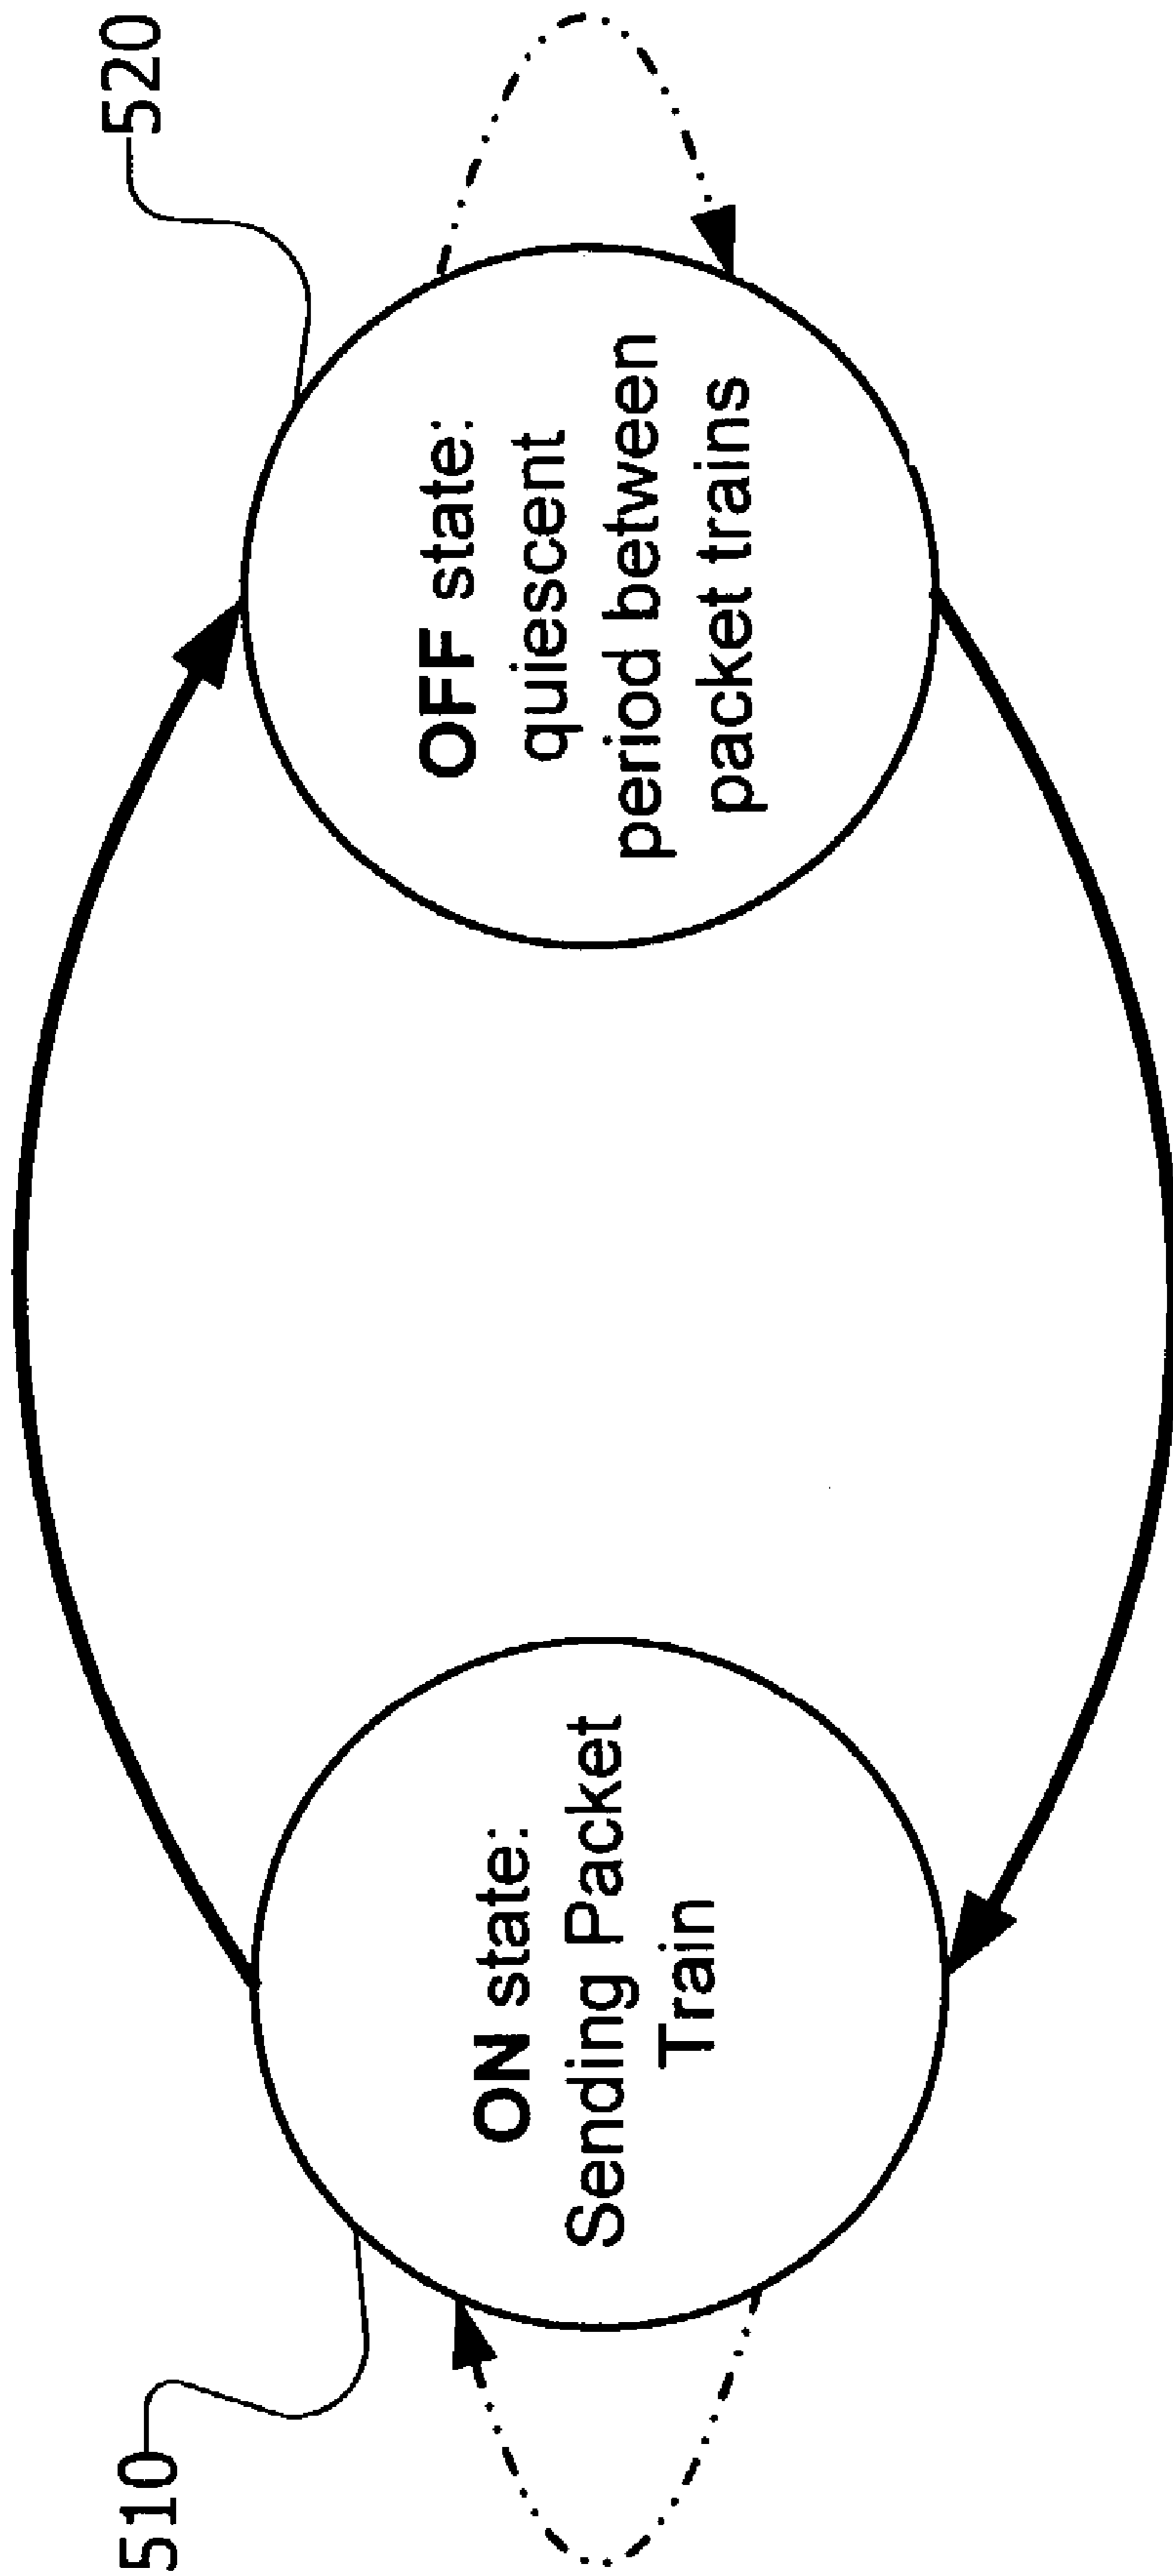 510
ON state:
Sending Packet
Train
520
OFF state:
quiescent
period between
packet trains